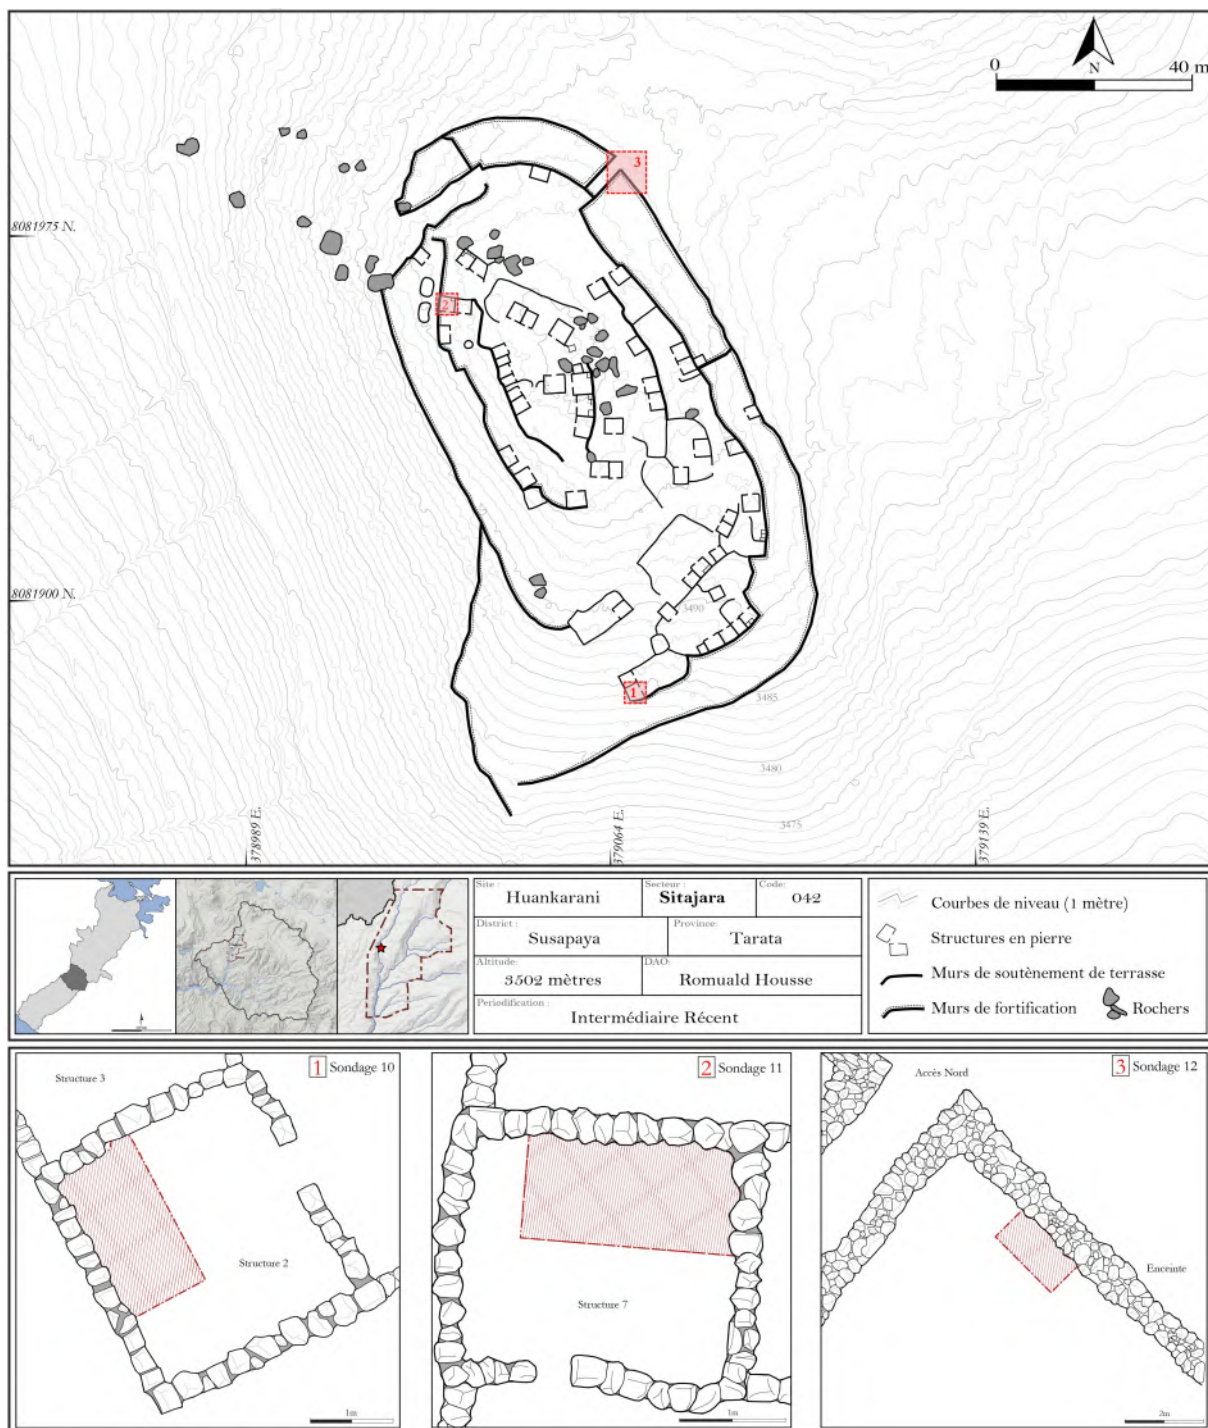 0
40 m
N
3
8081975 N.
2
8081900 N.
3490
1
3485
3480
3475
378989 E.
379064 E.
379139 E.
Site :
Huankarani
Secteur :
Sitajara
Code:
042
District :
Susapaya
Province:
Tarata
Altitude:
3502 mètres
DAO:
Romuald Housse
Periodification :
Intermédiaire Récent
Courbes de niveau (1 mètre)
Structures en pierre
Murs de soutènement de terrasse
Murs de fortification
Rochers
Structure 3
1 Sondage 10
Structure 2
1m
2 Sondage 11
Structure 7
1m
Accès Nord
3 Sondage 12
Enceinte
2m